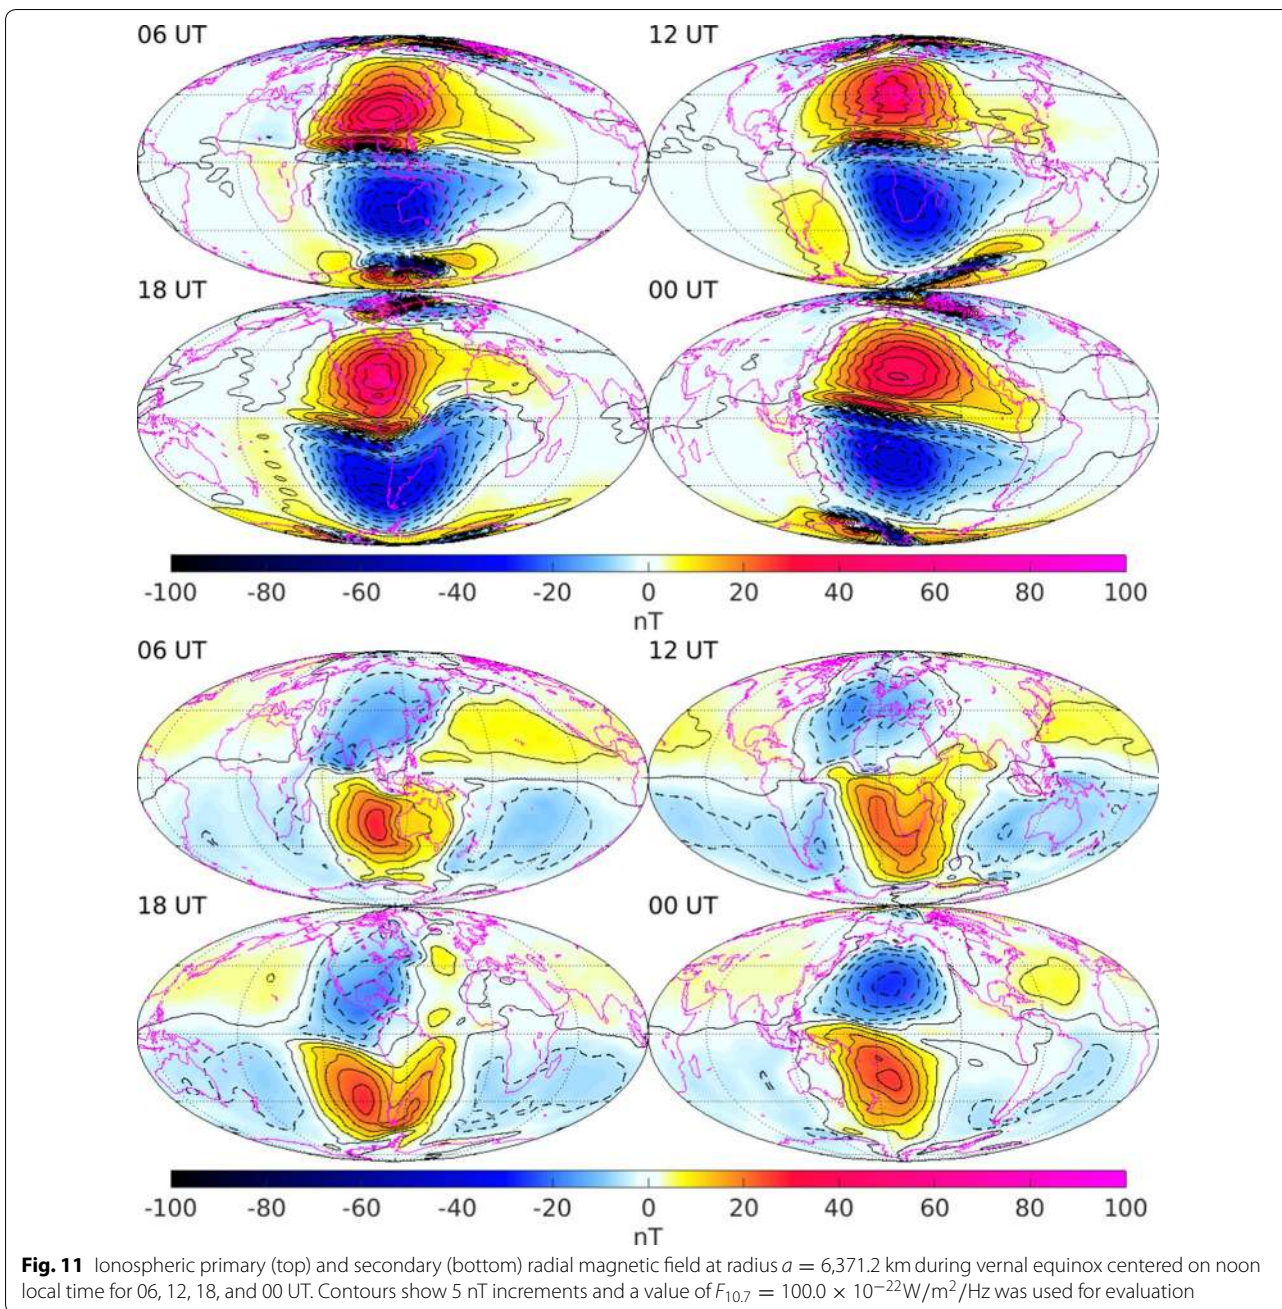 06 UT
12 UT
18 UT
00 UT
-100 -80 -60 -40 -20 0 20 40 60 80 100
nT
06 UT
12 UT
18 UT
00 UT
-100 -80 -60 -40 -20 0 20 40 60 80 100
nT
Fig. 11 Ionospheric primary (top) and secondary (bottom) radial magnetic field at radius a = 6,371.2 km during vernal equinox centered on noon
local time for 06, 12, 18, and 00 UT. Contours show 5 nT increments and a value of F₁₀.₇ = 100.0 × 10⁻²²W/m²/Hz was used for evaluation